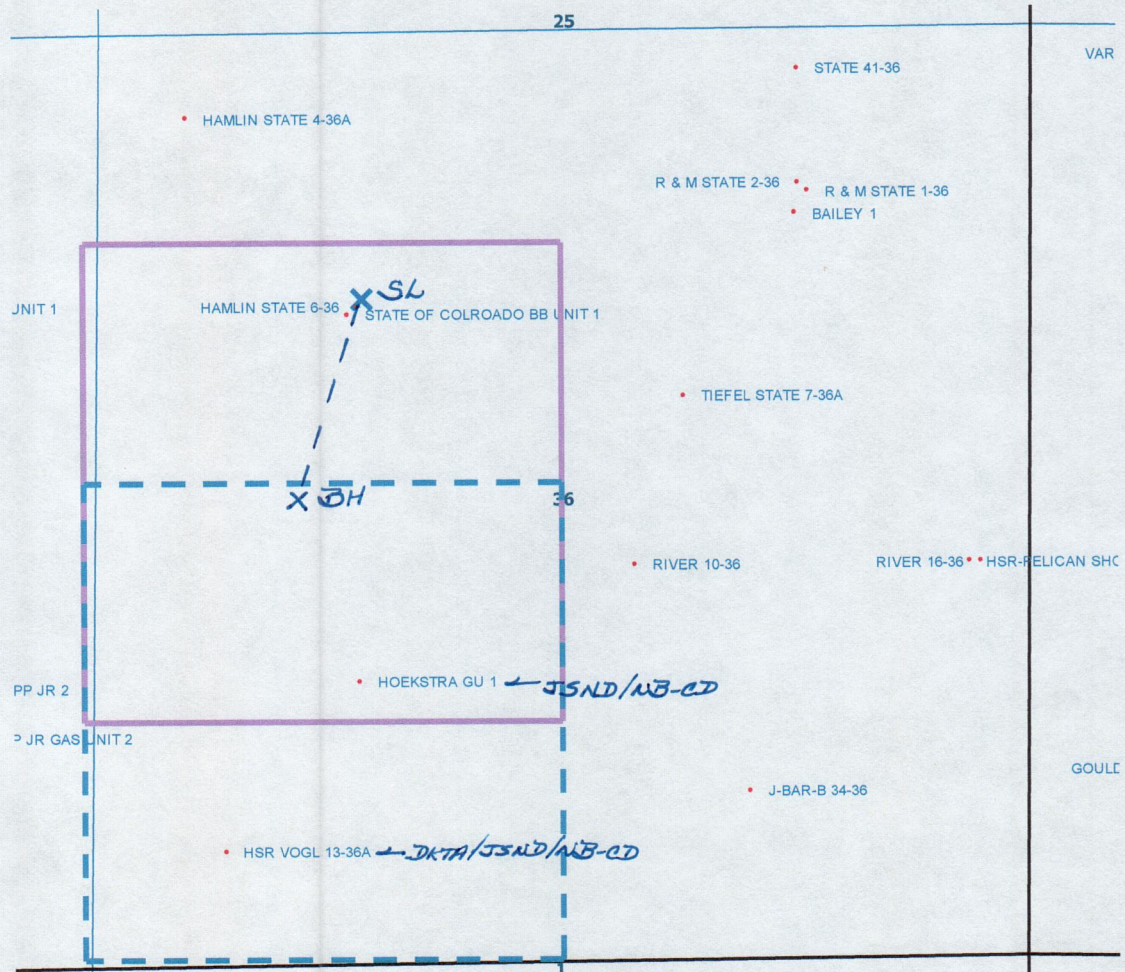 25
STATE 41-36
VAR
HAMLIN STATE 4-36A
R & M STATE 2-36
R & M STATE 1-36
BAILEY 1
SL
JNIT 1
HAMLIN STATE 6-36
STATE OF COLROADO BB UNIT 1
TIEFEL STATE 7-36A
BH
36
RIVER 10-36
RIVER 16-36
HSR-PELICAN SHO
PP JR 2
HOEKSTRA GU 1
JSND/NB-CD
P JR GAS UNIT 2
GOULD
J-BAR-B 34-36
HSR VOGL 13-36A
DKTA/JSND/NB-CD